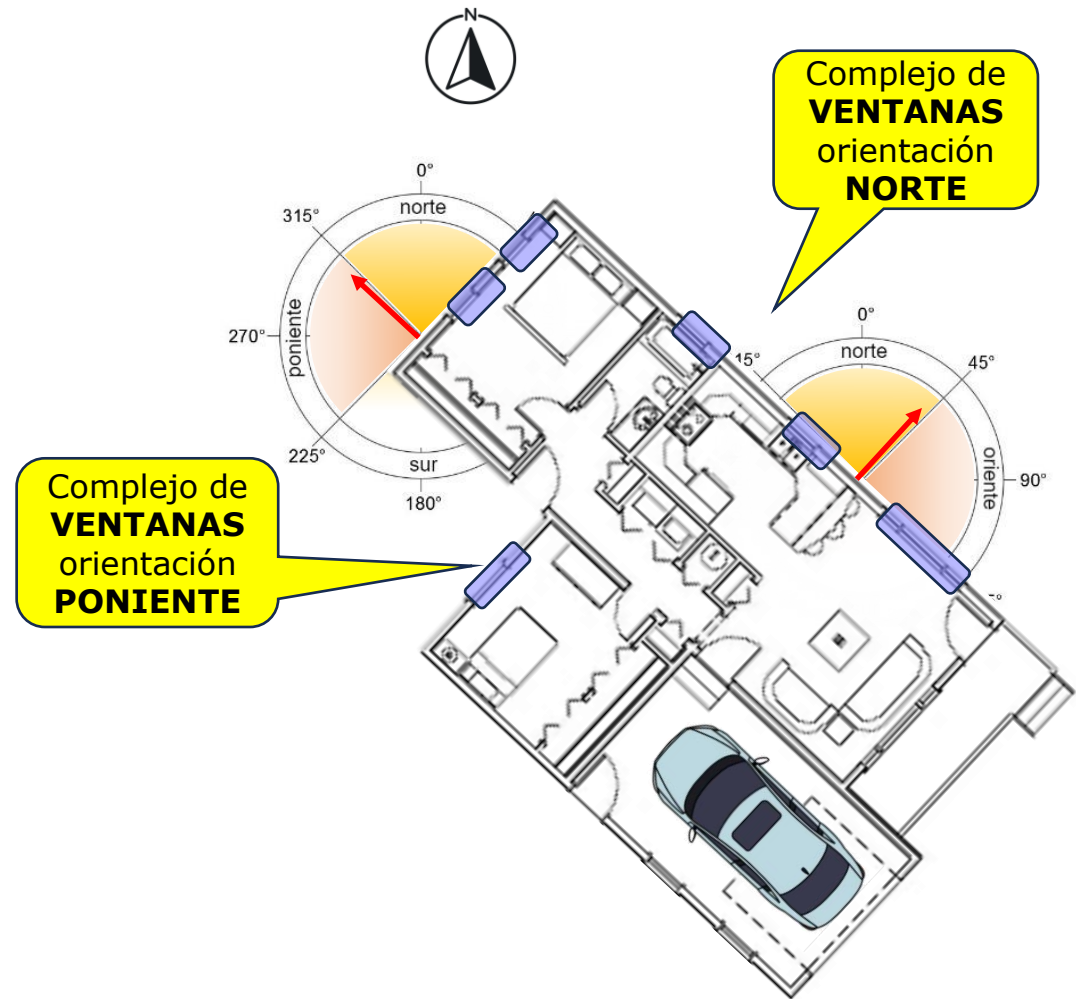 N
Complejo de
VENTANAS
orientación
NORTE
0°
norte
315°
270°
poniente
225°
sur
180°
0°
norte
15°
45°
oriente
90°
Complejo de
VENTANAS
orientación
PONIENTE